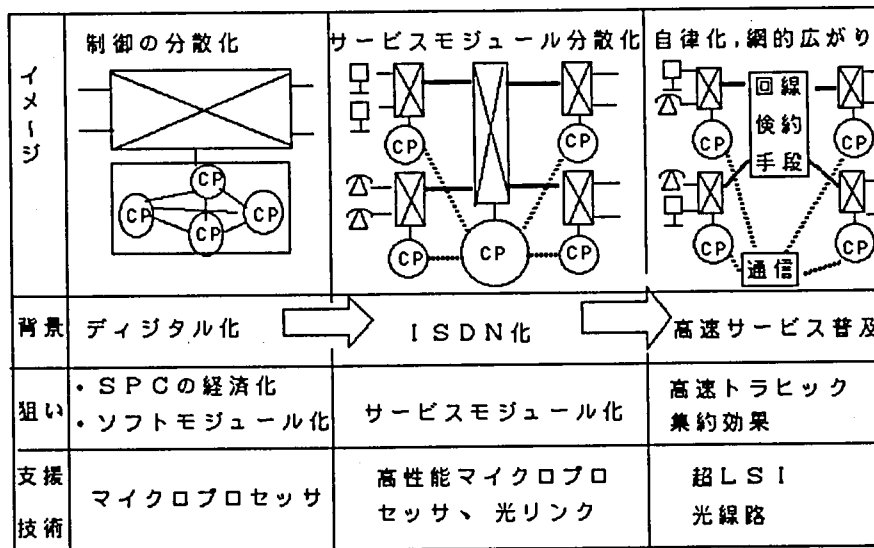 イメージ
制御の分散化
CP
CP
CP
CP
サービスモジュール分散化
CP
CP
CP
CP
CP
自律化,網的広がり
回線
倹約
手段
CP
CP
CP
CP
通信
背景
ディジタル化
ISDN化
高速サービス普及
狙い
・SPCの経済化
・ソフトモジュール化
サービスモジュール化
高速トラヒック
集約効果
支援
技術
マイクロプロセッサ
高性能マイクロプロ
セッサ、光リンク
超LSI
光線路